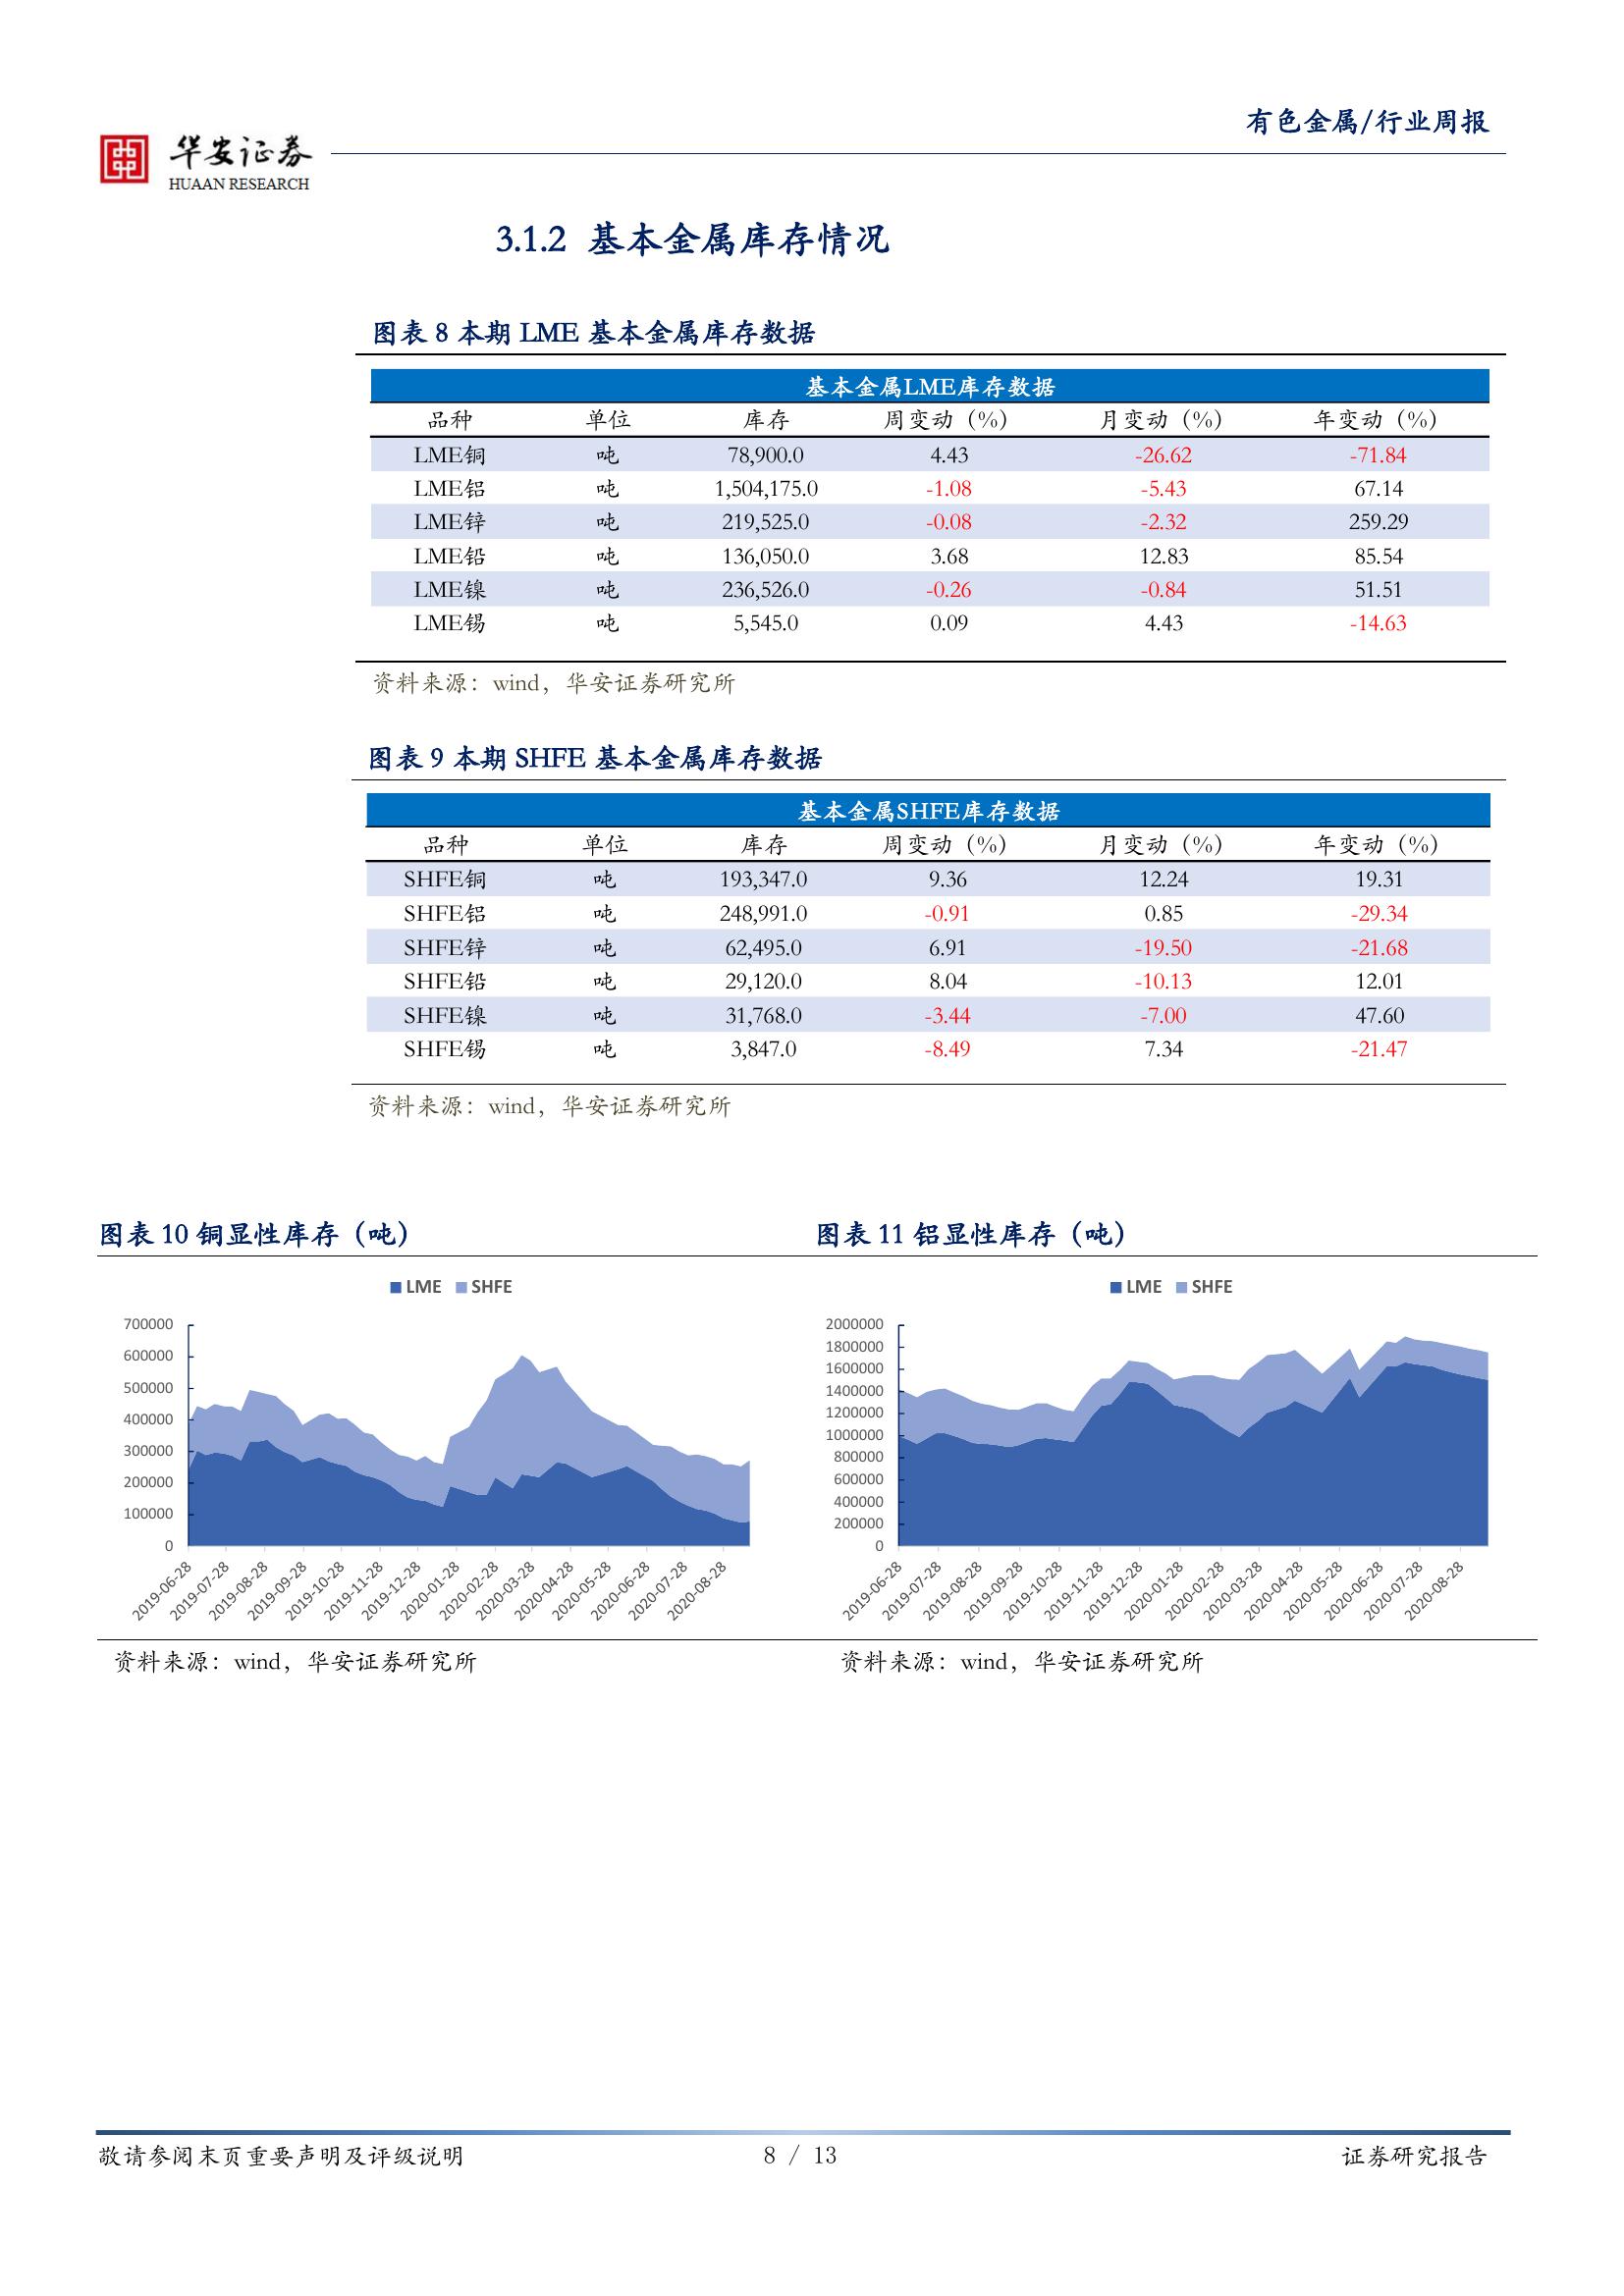 有色金属/行业周报
华安证券
HUAAN RESEARCH
3.1.2 基本金属库存情况
图表 8 本期 LME 基本金属库存数据
基本金属LME库存数据
品种 单位 库存 周变动（%） 月变动（%） 年变动（%）
LME铜 吨 78,900.0 4.43 -26.62 -71.84
LME铝 吨 1,504,175.0 -1.08 -5.43 67.14
LME锌 吨 219,525.0 -0.08 -2.32 259.29
LME铅 吨 136,050.0 3.68 12.83 85.54
LME镍 吨 236,526.0 -0.26 -0.84 51.51
LME锡 吨 5,545.0 0.09 4.43 -14.63
资料来源：wind，华安证券研究所
图表 9 本期 SHFE 基本金属库存数据
基本金属SHFE库存数据
品种 单位 库存 周变动（%） 月变动（%） 年变动（%）
SHFE铜 吨 193,347.0 9.36 12.24 19.31
SHFE铝 吨 248,991.0 -0.91 0.85 -29.34
SHFE锌 吨 62,495.0 6.91 -19.50 -21.68
SHFE铅 吨 29,120.0 8.04 -10.13 12.01
SHFE镍 吨 31,768.0 -3.44 -7.00 47.60
SHFE锡 吨 3,847.0 -8.49 7.34 -21.47
资料来源：wind，华安证券研究所
图表 10 铜显性库存（吨）
LME SHFE
700000
600000
500000
400000
300000
200000
100000
0
2019-06-28
2019-07-28
2019-08-28
2019-09-28
2019-10-28
2019-11-28
2019-12-28
2020-01-28
2020-02-28
2020-03-28
2020-04-28
2020-05-28
2020-06-28
2020-07-28
2020-08-28
资料来源：wind，华安证券研究所
图表 11 铝显性库存（吨）
LME SHFE
2000000
1800000
1600000
1400000
1200000
1000000
800000
600000
400000
200000
0
2019-06-28
2019-07-28
2019-08-28
2019-09-28
2019-10-28
2019-11-28
2019-12-28
2020-01-28
2020-02-28
2020-03-28
2020-04-28
2020-05-28
2020-06-28
2020-07-28
2020-08-28
资料来源：wind，华安证券研究所
敬请参阅末页重要声明及评级说明
8 / 13
证券研究报告